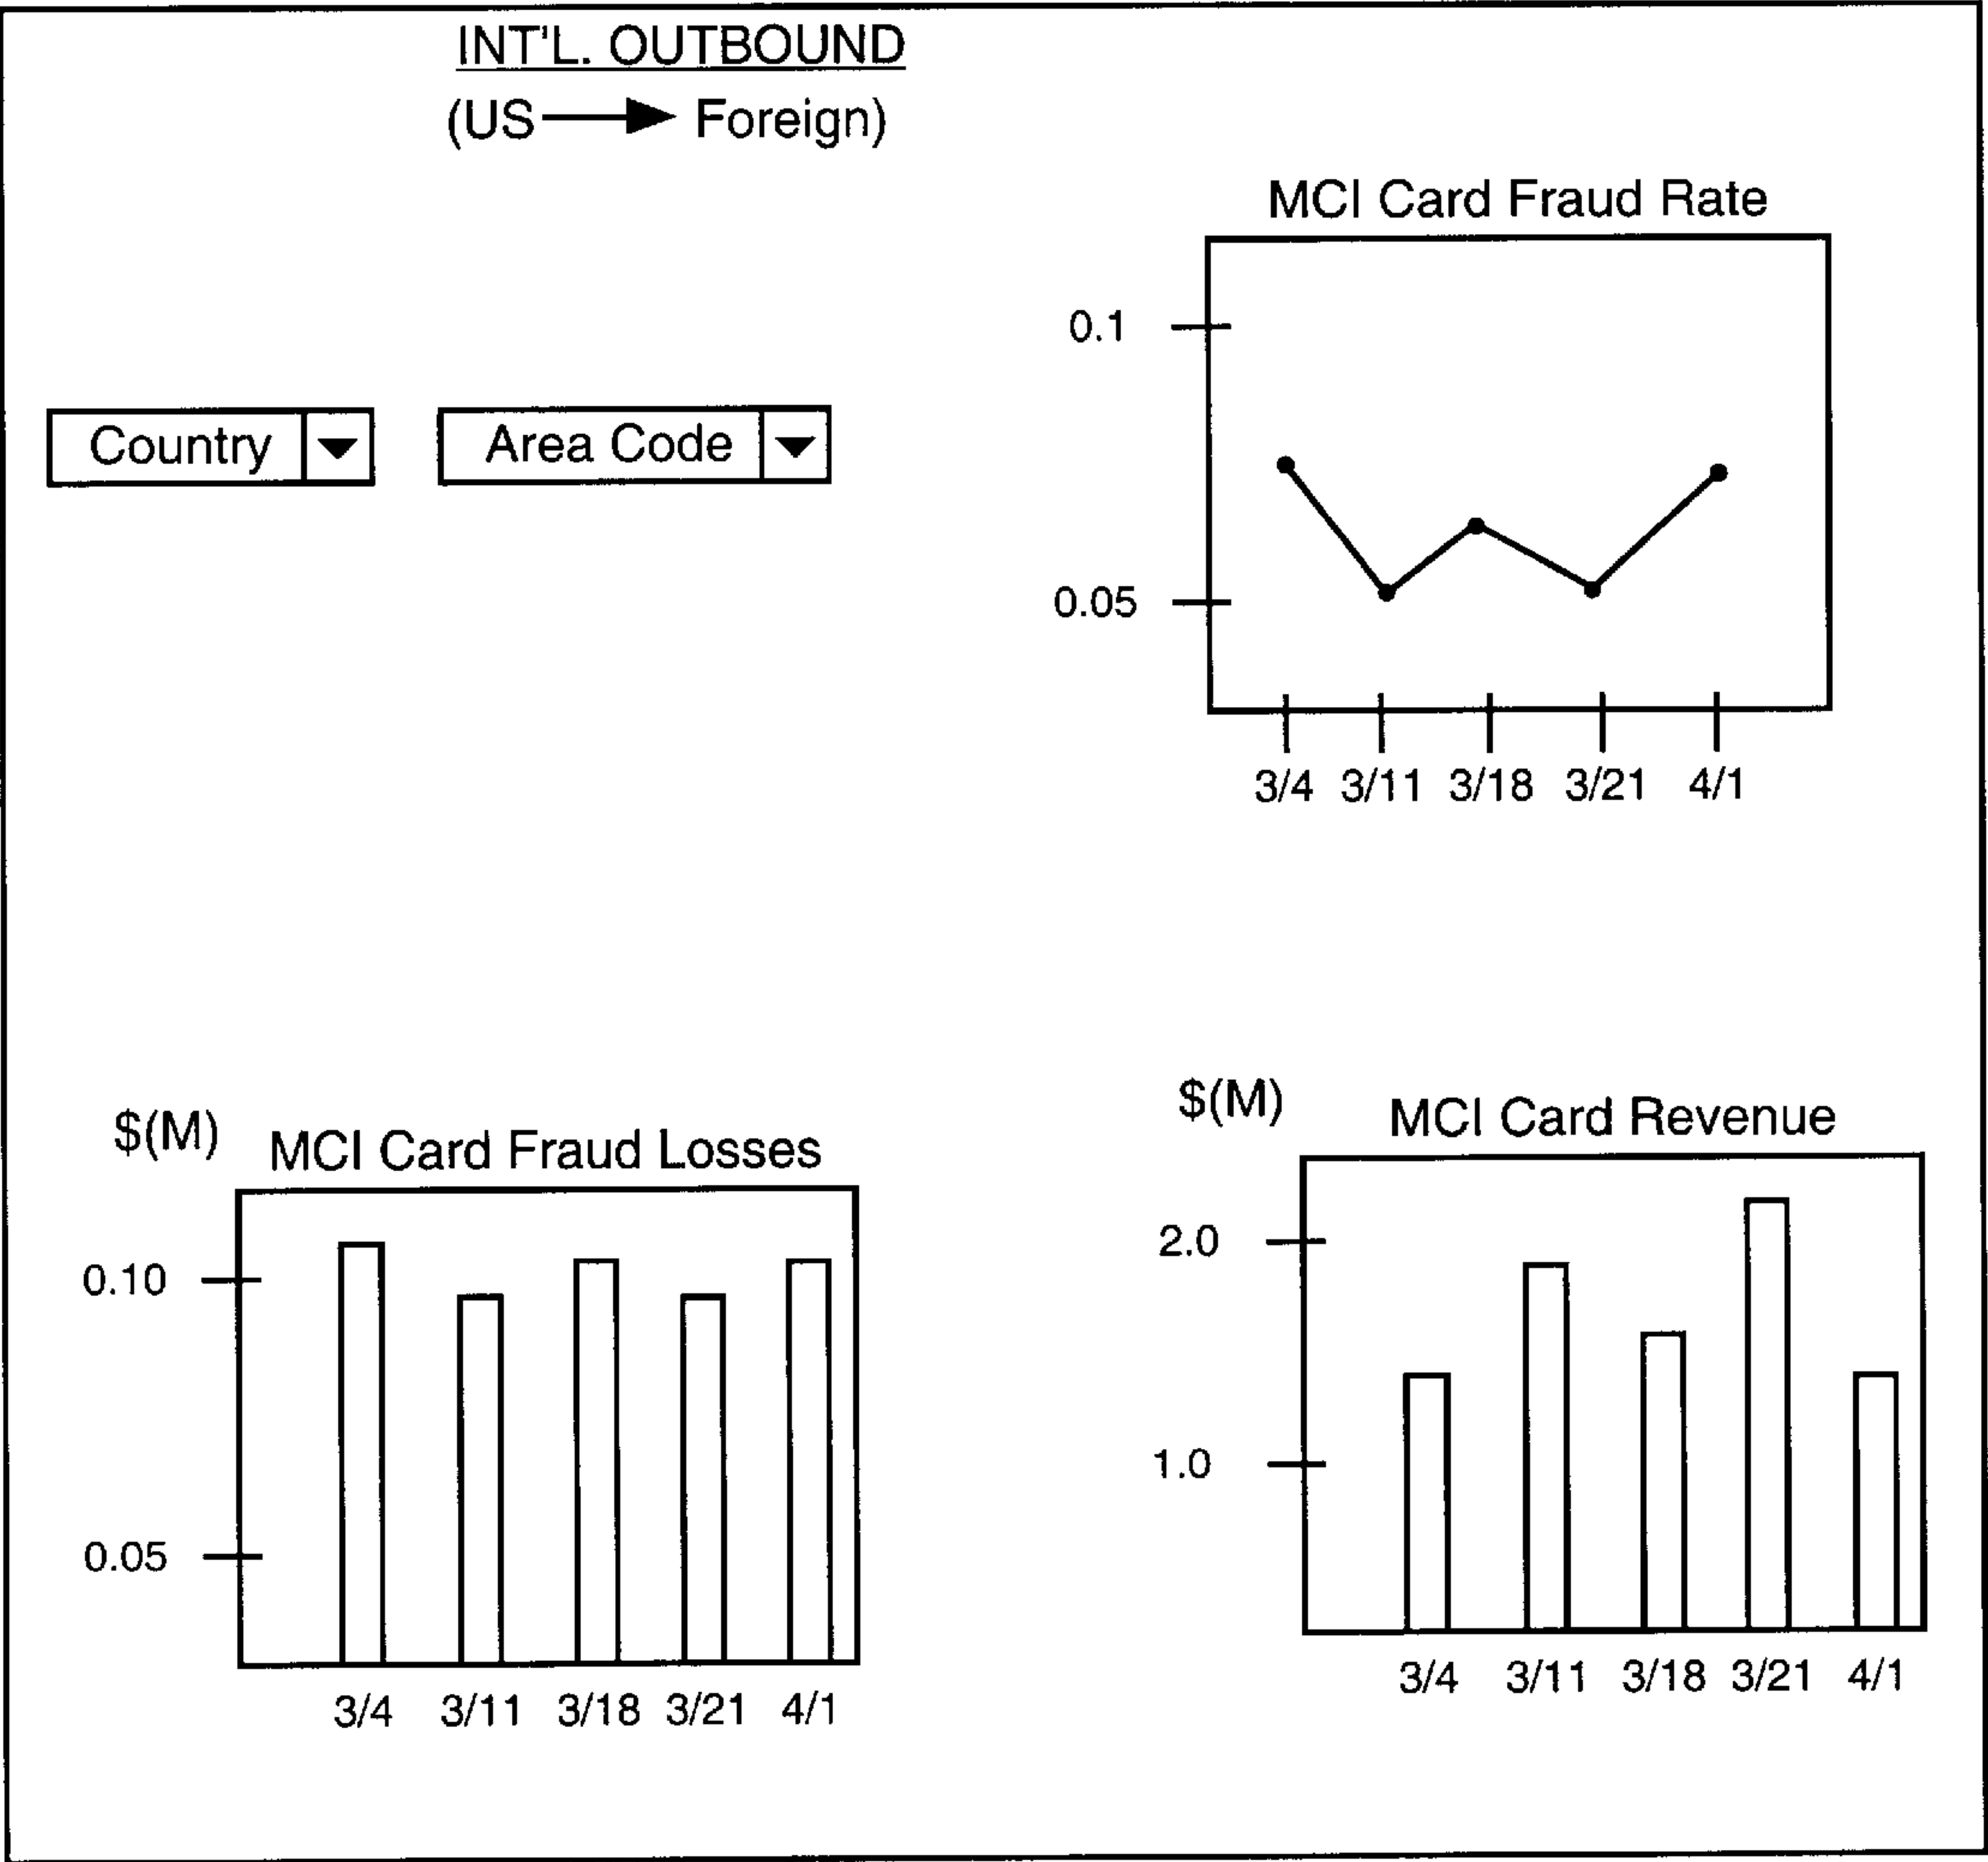 INT'L. OUTBOUND
(US → Foreign)
Country
Area Code
MCI Card Fraud Rate
0.1
0.05
3/4 3/11 3/18 3/21 4/1
$(M)
MCI Card Fraud Losses
0.10
0.05
3/4 3/11 3/18 3/21 4/1
$(M)
MCI Card Revenue
2.0
1.0
3/4 3/11 3/18 3/21 4/1